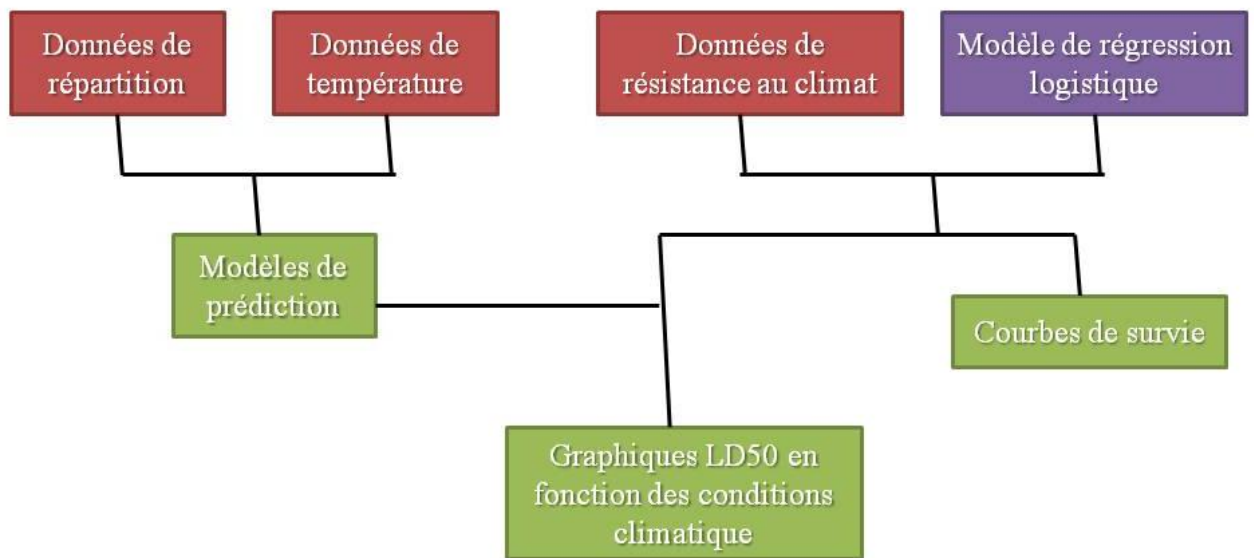 Données de
répartition
Données de
température
Données de
résistance au climat
Modèle de régression
logistique
Modèles de
prédiction
Courbes de survie
Graphiques LD50 en
fonction des conditions
climatique